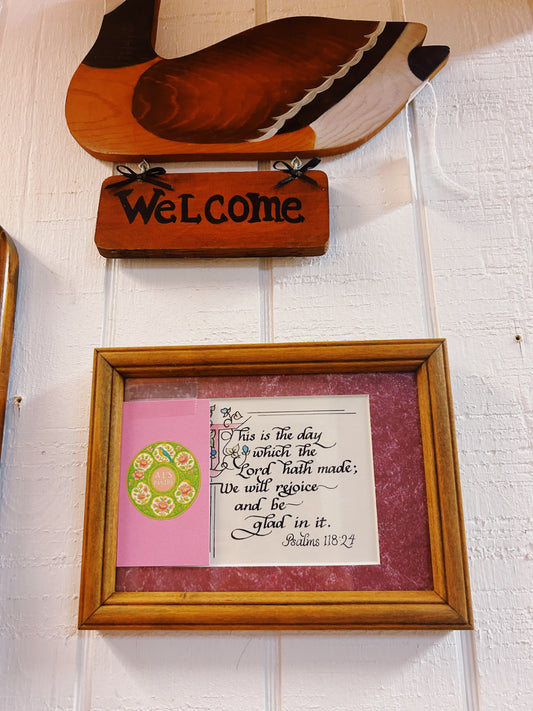 Welcome
This is the day
which the
Lord hath made;
We will rejoice
and be
glad in it.
Psalms 118:24